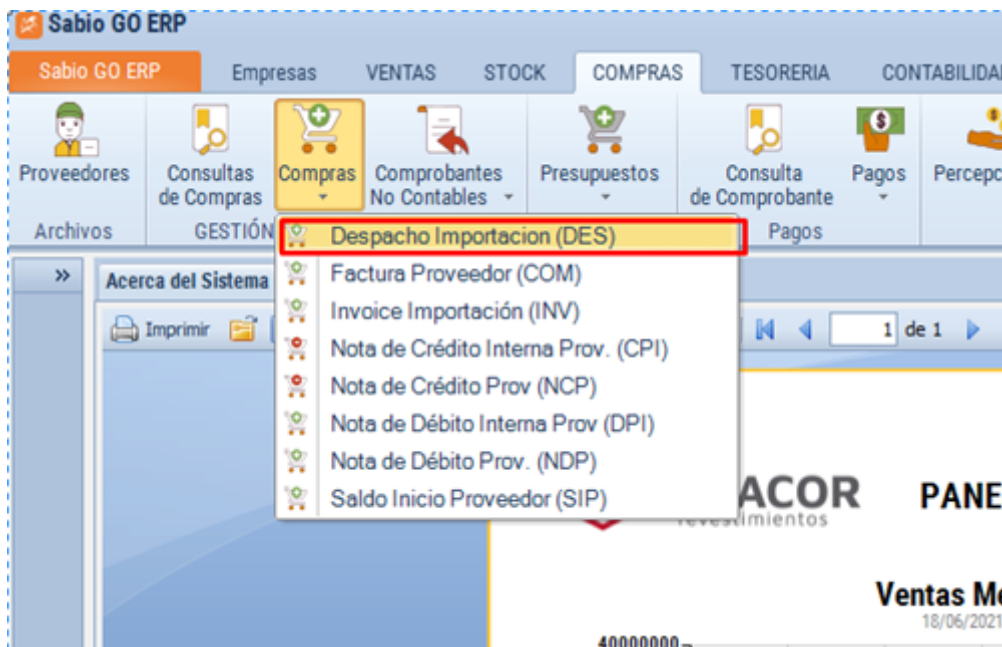 Sabio GO ERP
Sabio GO ERP Empresas VENTAS STOCK COMPRAS TESORERIA CONTABILIDA
Proveedores Consultas Compras Comprobantes Presupuestos Consulta Pagos Percepc
de Compras No Contables de Comprobante
Archivos GESTIÓN Pagos
Despacho Importacion (DES)
» Acerca del Sistema Factura Proveedor (COM)
Invoice Importación (INV)
Imprimir 1 de 1
Nota de Crédito Interna Prov. (CPI)
Nota de Crédito Prov (NCP)
Nota de Débito Interna Prov (DPI)
Nota de Débito Prov. (NDP)
Saldo Inicio Proveedor (SIP)
ACOR PANE
revestimientos
Ventas Me
18/06/2021
40000000